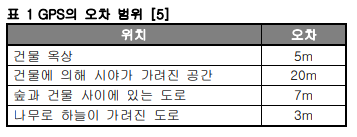 표 1 GPS의 오차 범위 [5]
위치 오차
건물 옥상 5m
건물에 의해 시야가 가려진 공간 20m
숲과 건물 사이에 있는 도로 7m
나무로 하늘이 가려진 도로 3m